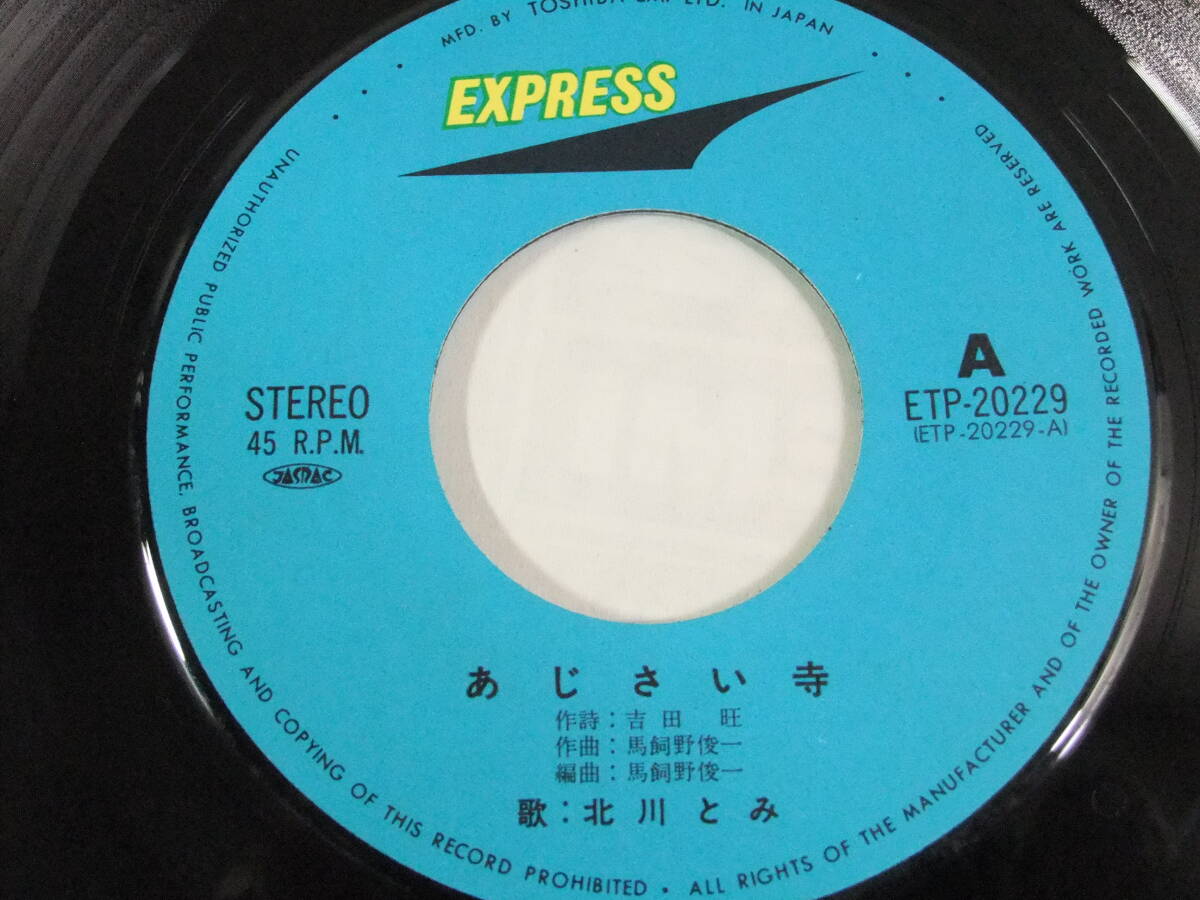 MFD. BY TOSHIBA EMI LTD. IN JAPAN
EXPRESS
STEREO
45 R.P.M.
JASRAC
A
ETP-20229
(ETP-20229-A)
あじさい寺
作詩：吉田 旺
作曲：馬飼野俊一
編曲：馬飼野俊一
歌：北川とみ
UNAUTHORIZED PUBLIC PERFORMANCE, BROADCASTING AND COPYING OF THIS RECORD PROHIBITED • ALL RIGHTS OF THE MANUFACTURER AND OF THE OWNER OF THE RECORDED WORK ARE RESERVED